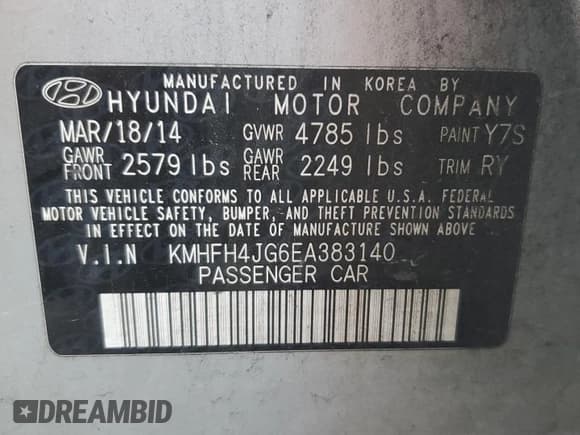 MANUFACTURED IN KOREA BY
HYUNDAI MOTOR COMPANY
MAR/18/14 GVWR 4785 lbs PAINT Y7S
GAWR FRONT 2579 lbs GAWR REAR 2249 lbs TRIM RY
THIS VEHICLE CONFORMS TO ALL APPLICABLE U.S.A. FEDERAL
MOTOR VEHICLE SAFETY, BUMPER, AND THEFT PREVENTION STANDARDS
IN EFFECT ON THE DATE OF MANUFACTURE SHOWN ABOVE.
V.I.N KMHFH4JG6EA383140
PASSENGER CAR
DREAMBID